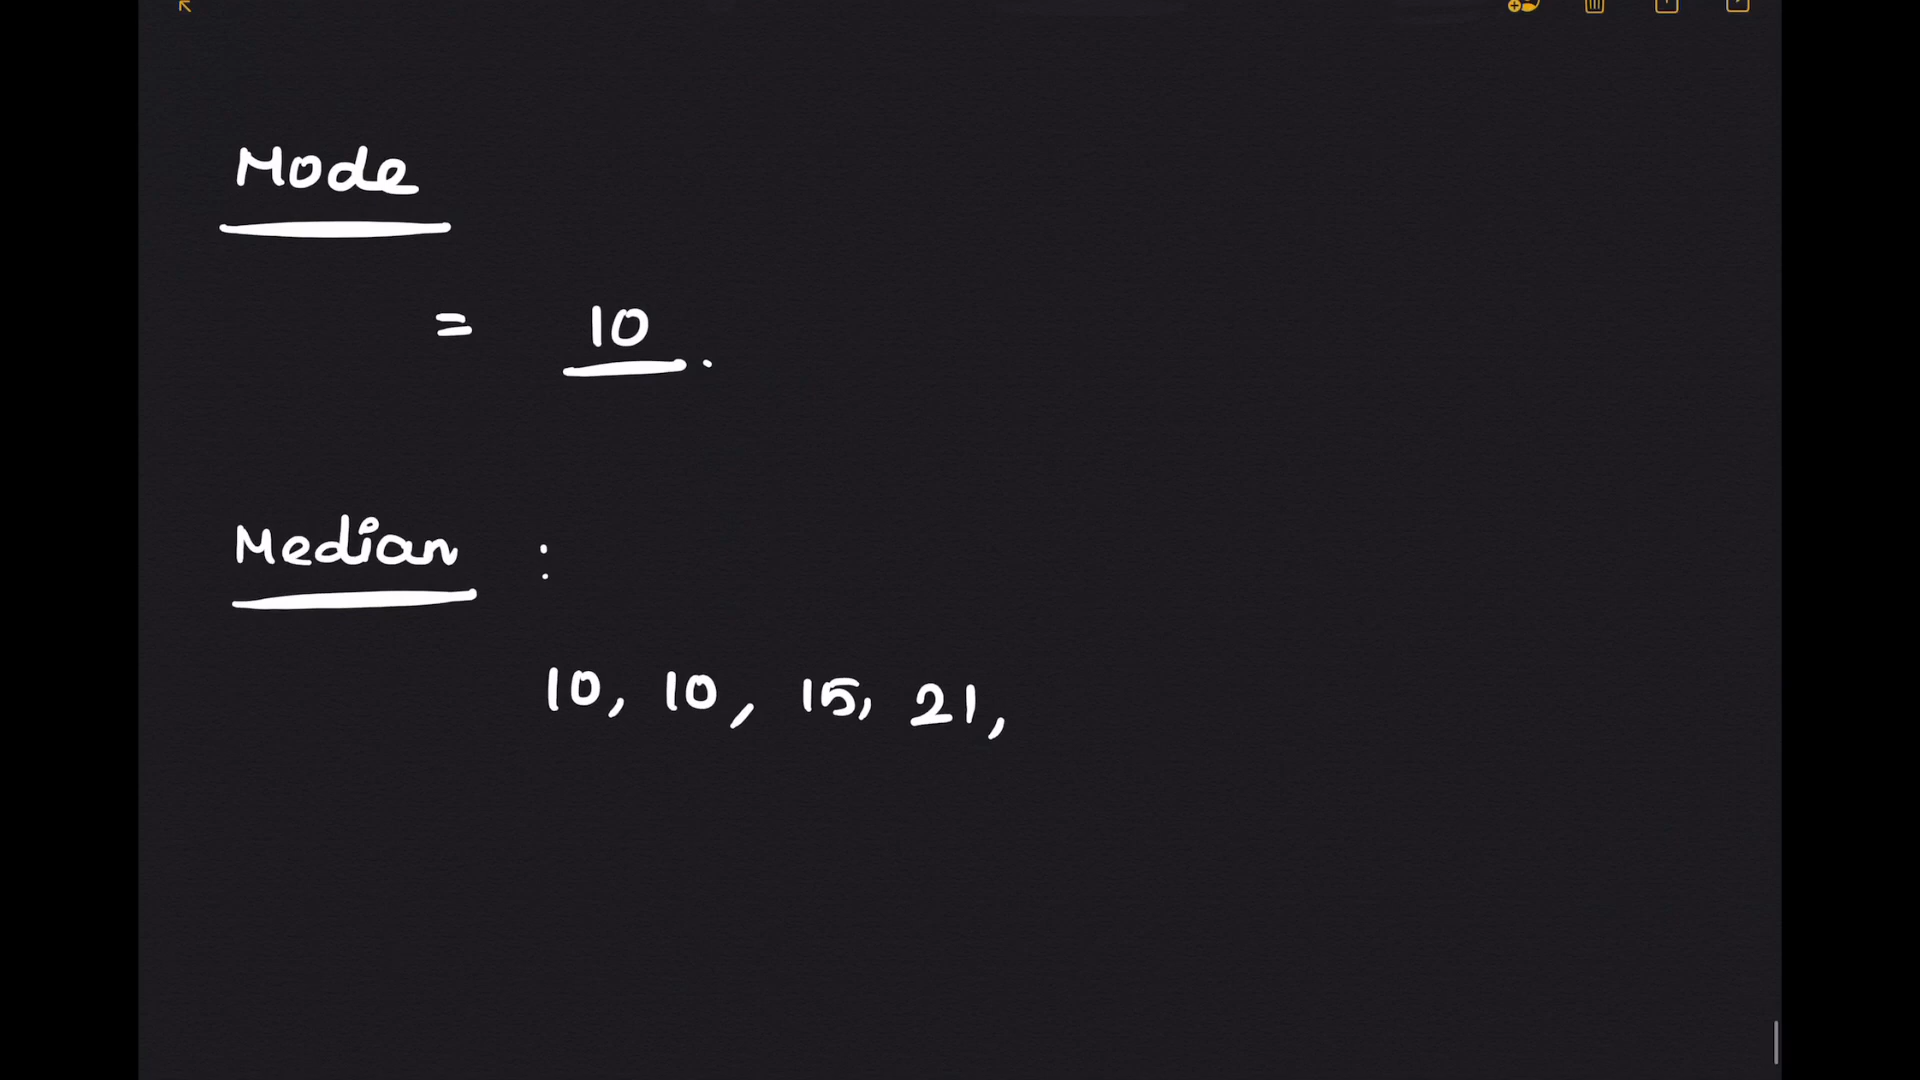 Mode
= 10.
Median :
10, 10, 15, 21,